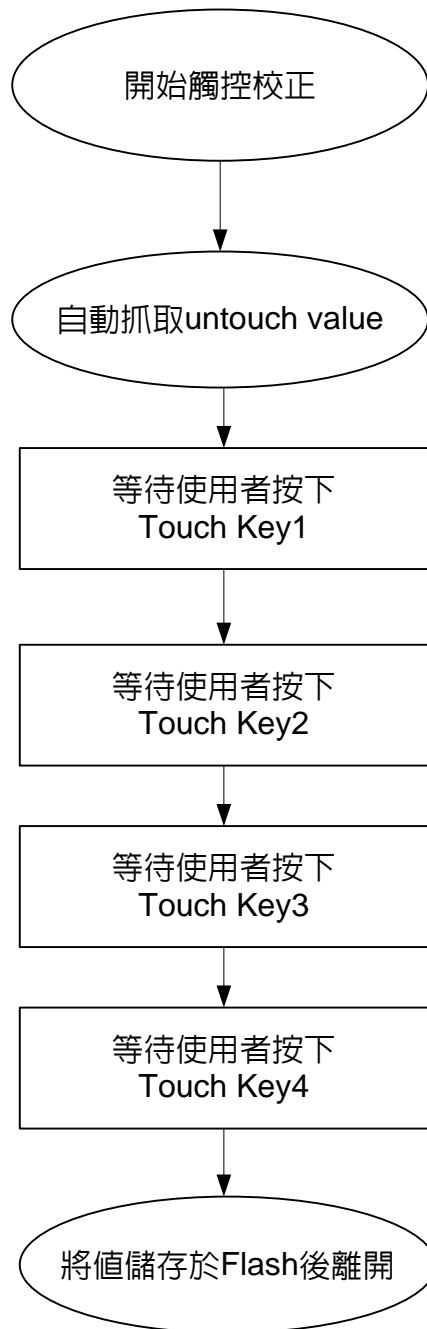 開始觸控校正
自動抓取untouch value
等待使用者按下
Touch Key1
等待使用者按下
Touch Key2
等待使用者按下
Touch Key3
等待使用者按下
Touch Key4
將值儲存於Flash後離開